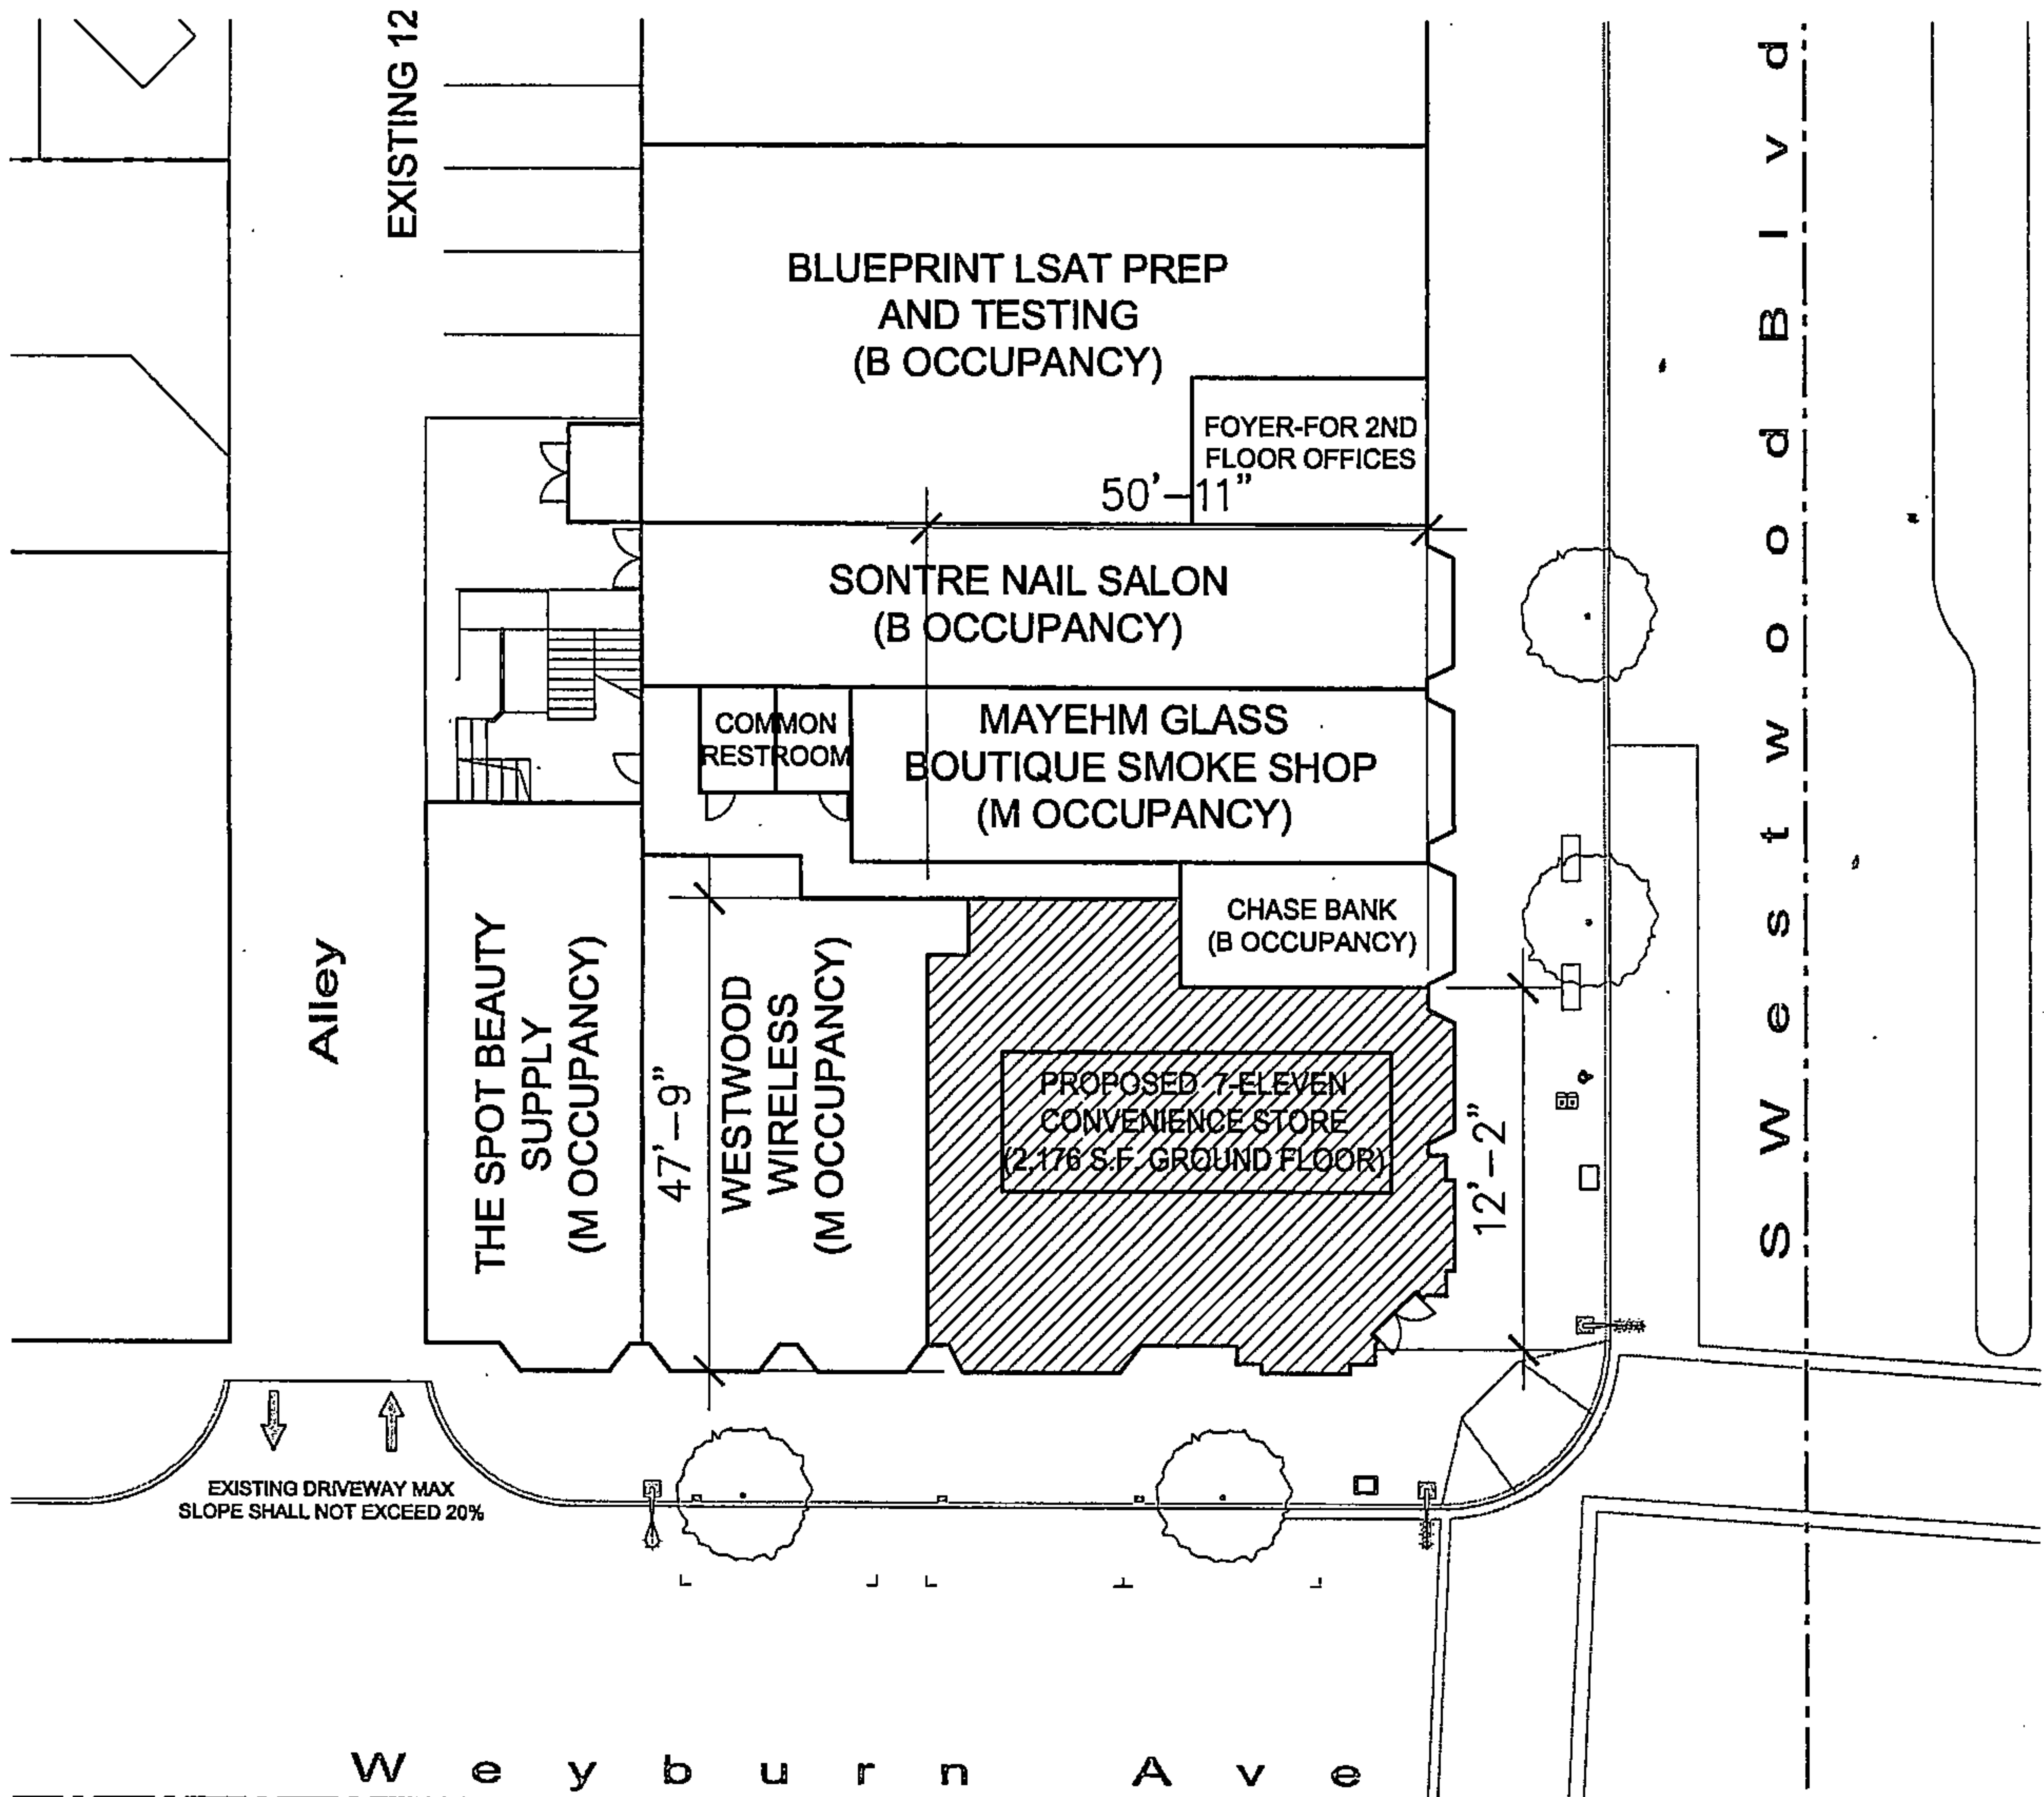 EXISTING 12
BLUEPRINT LSAT PREP
AND TESTING
(B OCCUPANCY)
FOYER-FOR 2ND
FLOOR OFFICES
50'-11"
SONTRE NAIL SALON
(B OCCUPANCY)
COMMON
RESTROOM
MAYEHM GLASS
BOUTIQUE SMOKE SHOP
(M OCCUPANCY)
CHASE BANK
(B OCCUPANCY)
Alley
THE SPOT BEAUTY
SUPPLY
(M OCCUPANCY)
47'-9"
WESTWOOD
WIRELESS
(M OCCUPANCY)
PROPOSED 7-ELEVEN
CONVENIENCE STORE
(2,176 S.F. GROUND FLOOR)
12'-2"
S Westwood Blvd
EXISTING DRIVEWAY MAX
SLOPE SHALL NOT EXCEED 20%
Weyburn Ave